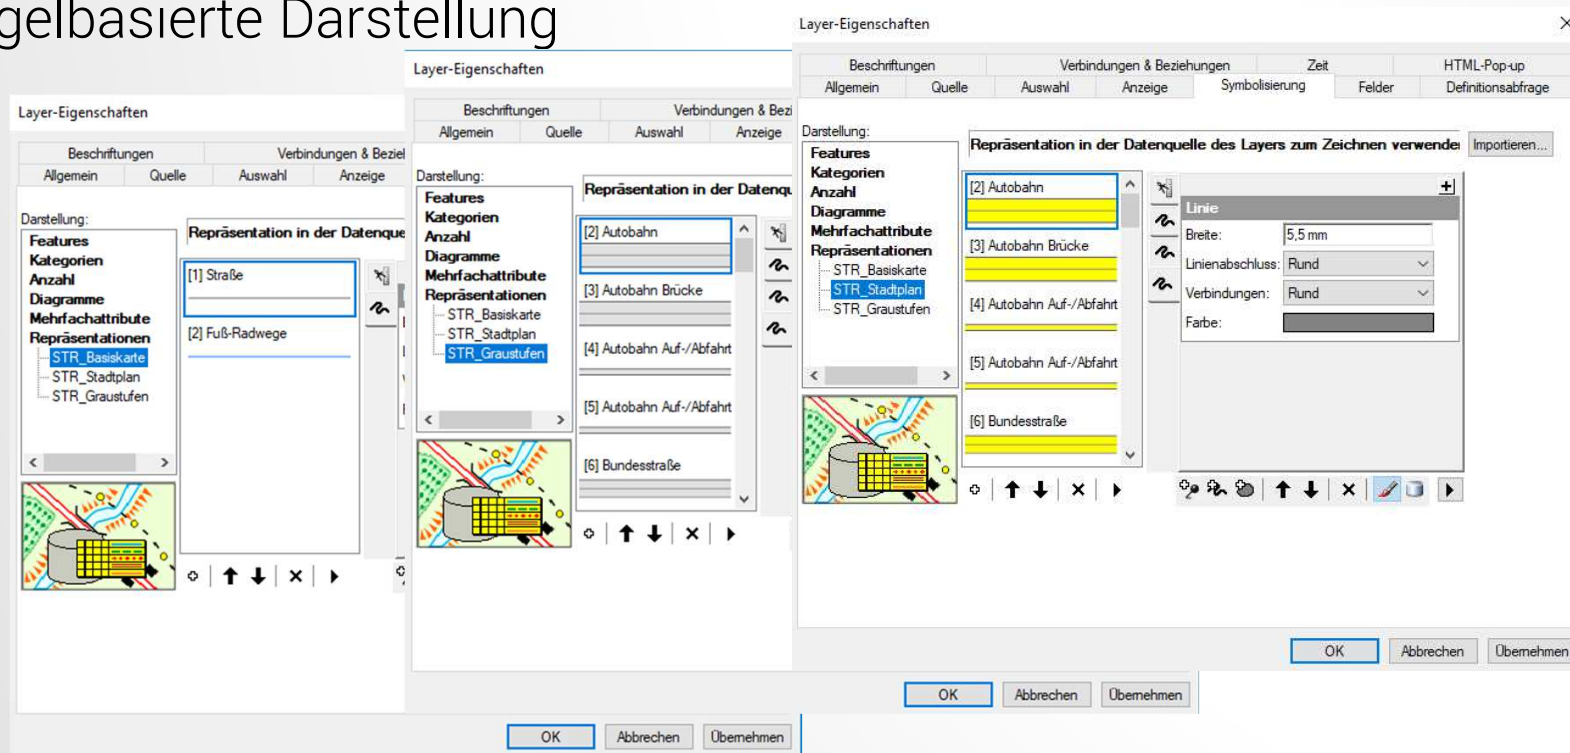 gelbasierte Darstellung
Layer-Eigenschaften
Beschriftungen
Allgemein Quelle Auswahl Anzeige
Darstellung:
Features
Kategorien
Anzahl
Diagramme
Mehrfachattribute
Repräsentationen
STR_Basiskarte
STR_Stadtplan
STR_Graustufen
Repräsentation in der Datenque
[1] Straße
[2] Fuß-Radwege
OK Abbrechen Übernehmen
Layer-Eigenschaften
Beschriftungen
Allgemein Quelle Auswahl Anzeige
Darstellung:
Features
Kategorien
Anzahl
Diagramme
Mehrfachattribute
Repräsentationen
STR_Basiskarte
STR_Stadtplan
STR_Graustufen
Repräsentation in der Datenqu
[2] Autobahn
[3] Autobahn Brücke
[4] Autobahn Auf-/Abfahrt
[5] Autobahn Auf-/Abfahrt
[6] Bundesstraße
OK Abbrechen Übernehmen
Layer-Eigenschaften
Beschriftungen Verbindungen & Beziehungen Zeit HTML-Pop-up
Allgemein Quelle Auswahl Anzeige Symbolisierung Felder Definitionsabfrage
Darstellung:
Features
Kategorien
Anzahl
Diagramme
Mehrfachattribute
Repräsentationen
STR_Basiskarte
STR_Stadtplan
STR_Graustufen
Repräsentation in der Datenquelle des Layers zum Zeichnen verwende Importieren...
[2] Autobahn
[3] Autobahn Brücke
[4] Autobahn Auf-/Abfahrt
[5] Autobahn Auf-/Abfahrt
[6] Bundesstraße
Linie
Breite: 5,5 mm
Linienabschluss: Rund
Verbindungen: Rund
Farbe:
OK Abbrechen Übernehmen